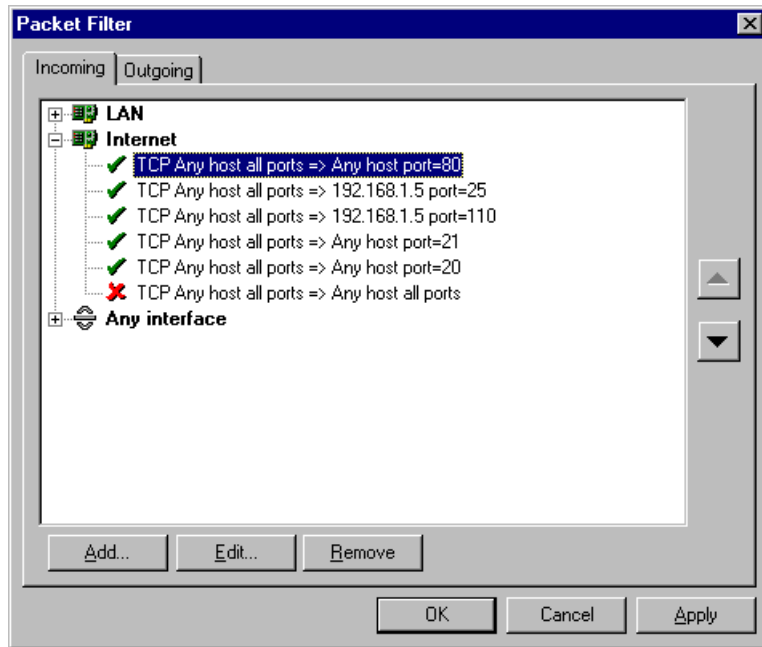 Packet Filter
Incoming Outgoing
LAN
Internet
TCP Any host all ports => Any host port=80
TCP Any host all ports => 192.168.1.5 port=25
TCP Any host all ports => 192.168.1.5 port=110
TCP Any host all ports => Any host port=21
TCP Any host all ports => Any host port=20
TCP Any host all ports => Any host all ports
Any interface
Add... Edit... Remove
OK Cancel Apply